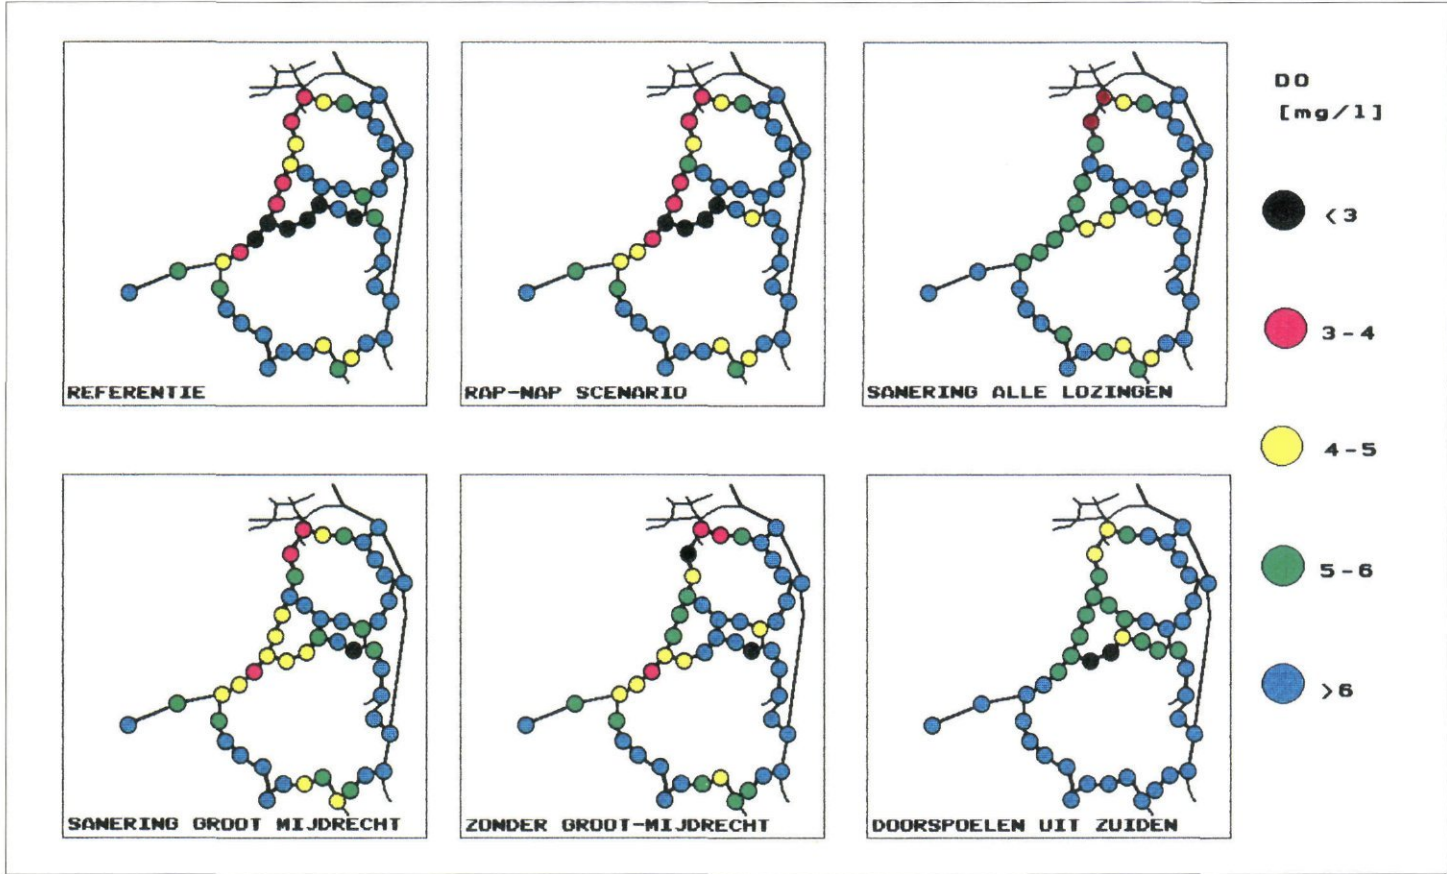 REFERENTIE
RAP-NAP SCENARIO
SANERING ALLE LOZINGEN
SANERING GROOT MIJDRECHT
ZONDER GROOT-MIJDRECHT
DOORSPOELEN UIT ZUIDEN
DO
[mg/l]
<3
3-4
4-5
5-6
>6